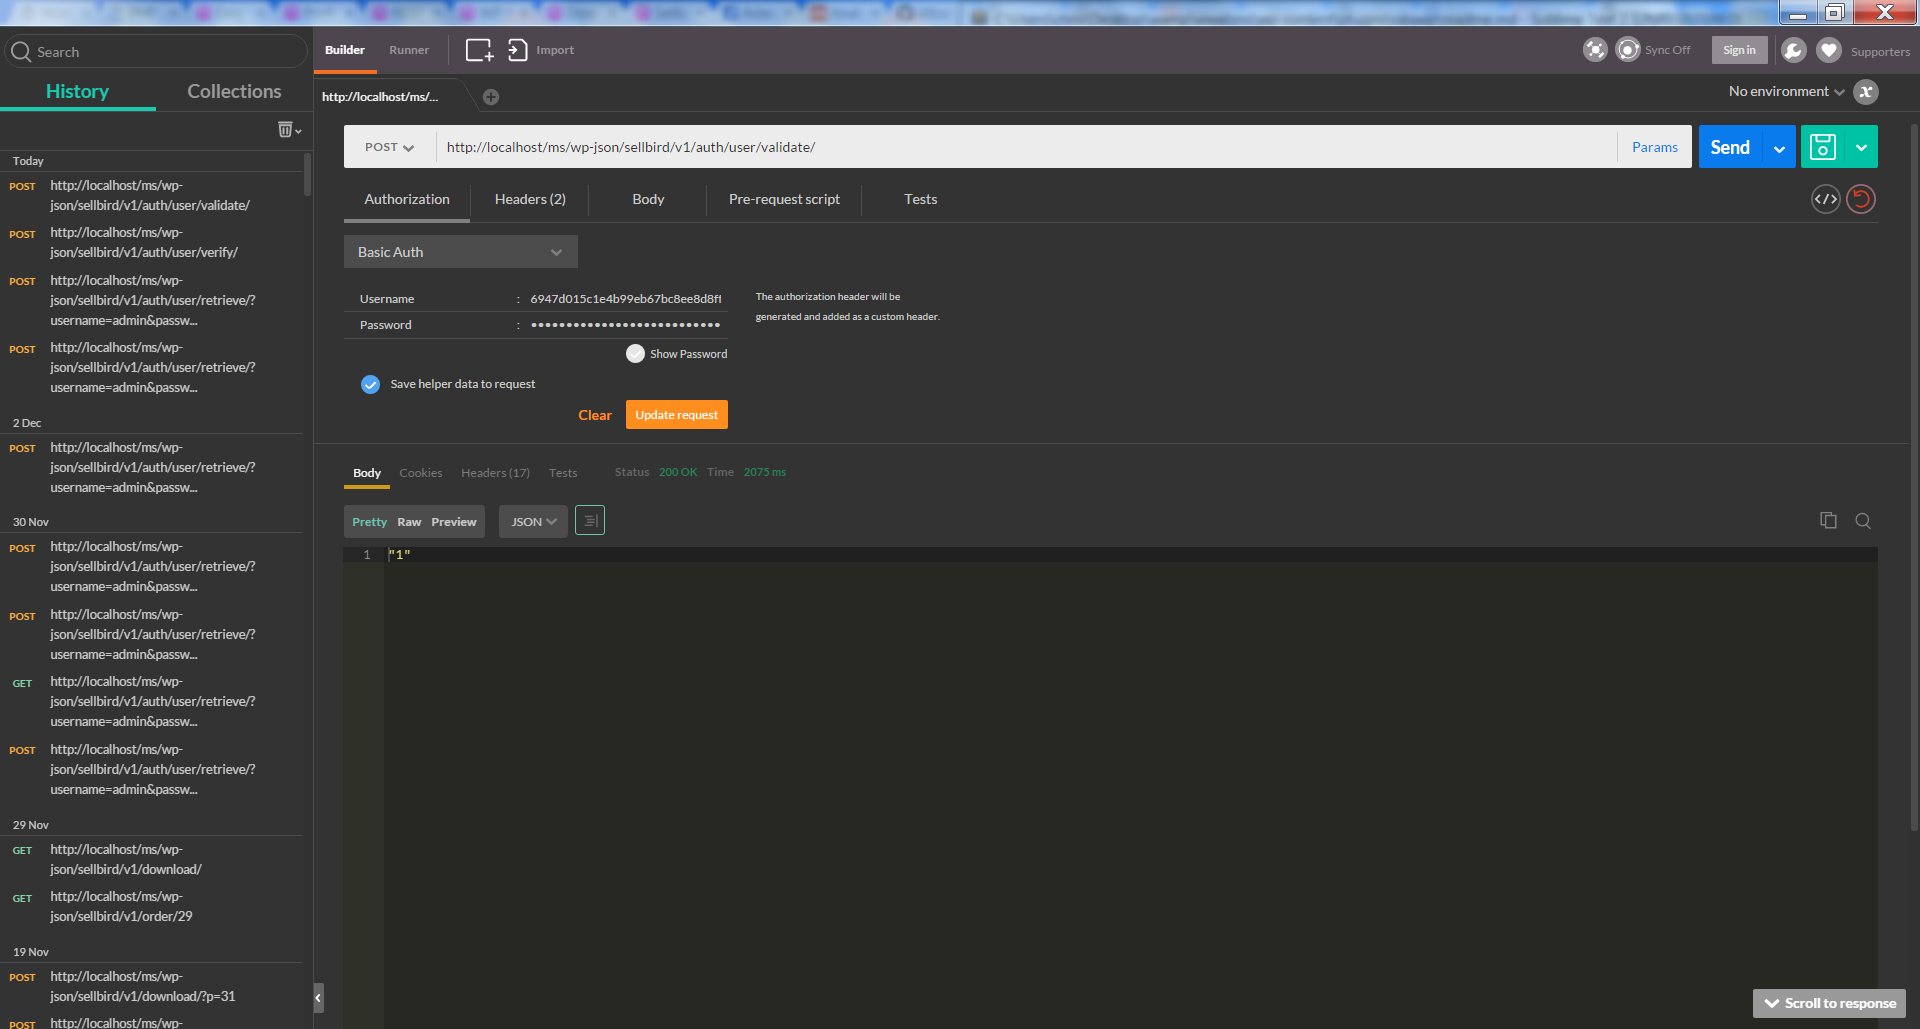 Search
History
Collections
Today
POST
http://localhost/ms/wp-
json/sellbird/v1/auth/user/validate/
POST
http://localhost/ms/wp-
json/sellbird/v1/auth/user/verify/
POST
http://localhost/ms/wp-
json/sellbird/v1/auth/user/retrieve/?
username=admin&passw...
POST
http://localhost/ms/wp-
json/sellbird/v1/auth/user/retrieve/?
username=admin&passw...
2 Dec
POST
http://localhost/ms/wp-
json/sellbird/v1/auth/user/retrieve/?
username=admin&passw...
30 Nov
POST
http://localhost/ms/wp-
json/sellbird/v1/auth/user/retrieve/?
username=admin&passw...
POST
http://localhost/ms/wp-
json/sellbird/v1/auth/user/retrieve/?
username=admin&passw...
GET
http://localhost/ms/wp-
json/sellbird/v1/auth/user/retrieve/?
username=admin&passw...
POST
http://localhost/ms/wp-
json/sellbird/v1/auth/user/retrieve/?
username=admin&passw...
29 Nov
GET
http://localhost/ms/wp-
json/sellbird/v1/download/
GET
http://localhost/ms/wp-
json/sellbird/v1/order/29
19 Nov
POST
http://localhost/ms/wp-
json/sellbird/v1/download/?p=31
POST
http://localhost/ms/wp-
Builder Runner Import
Sync Off Sign in Supporters
http://localhost/ms/...
No environment
POST http://localhost/ms/wp-json/sellbird/v1/auth/user/validate/ Params Send
Authorization Headers (2) Body Pre-request script Tests
Basic Auth
Username : 6947d015c1e4b99eb67bc8ee8d8ff
Password : •••••••••••••••••••••••••••
The authorization header will be
generated and added as a custom header.
Show Password
Save helper data to request
Clear Update request
Body Cookies Headers (17) Tests Status 200 OK Time 2075 ms
Pretty Raw Preview JSON
1 "1"
Scroll to response